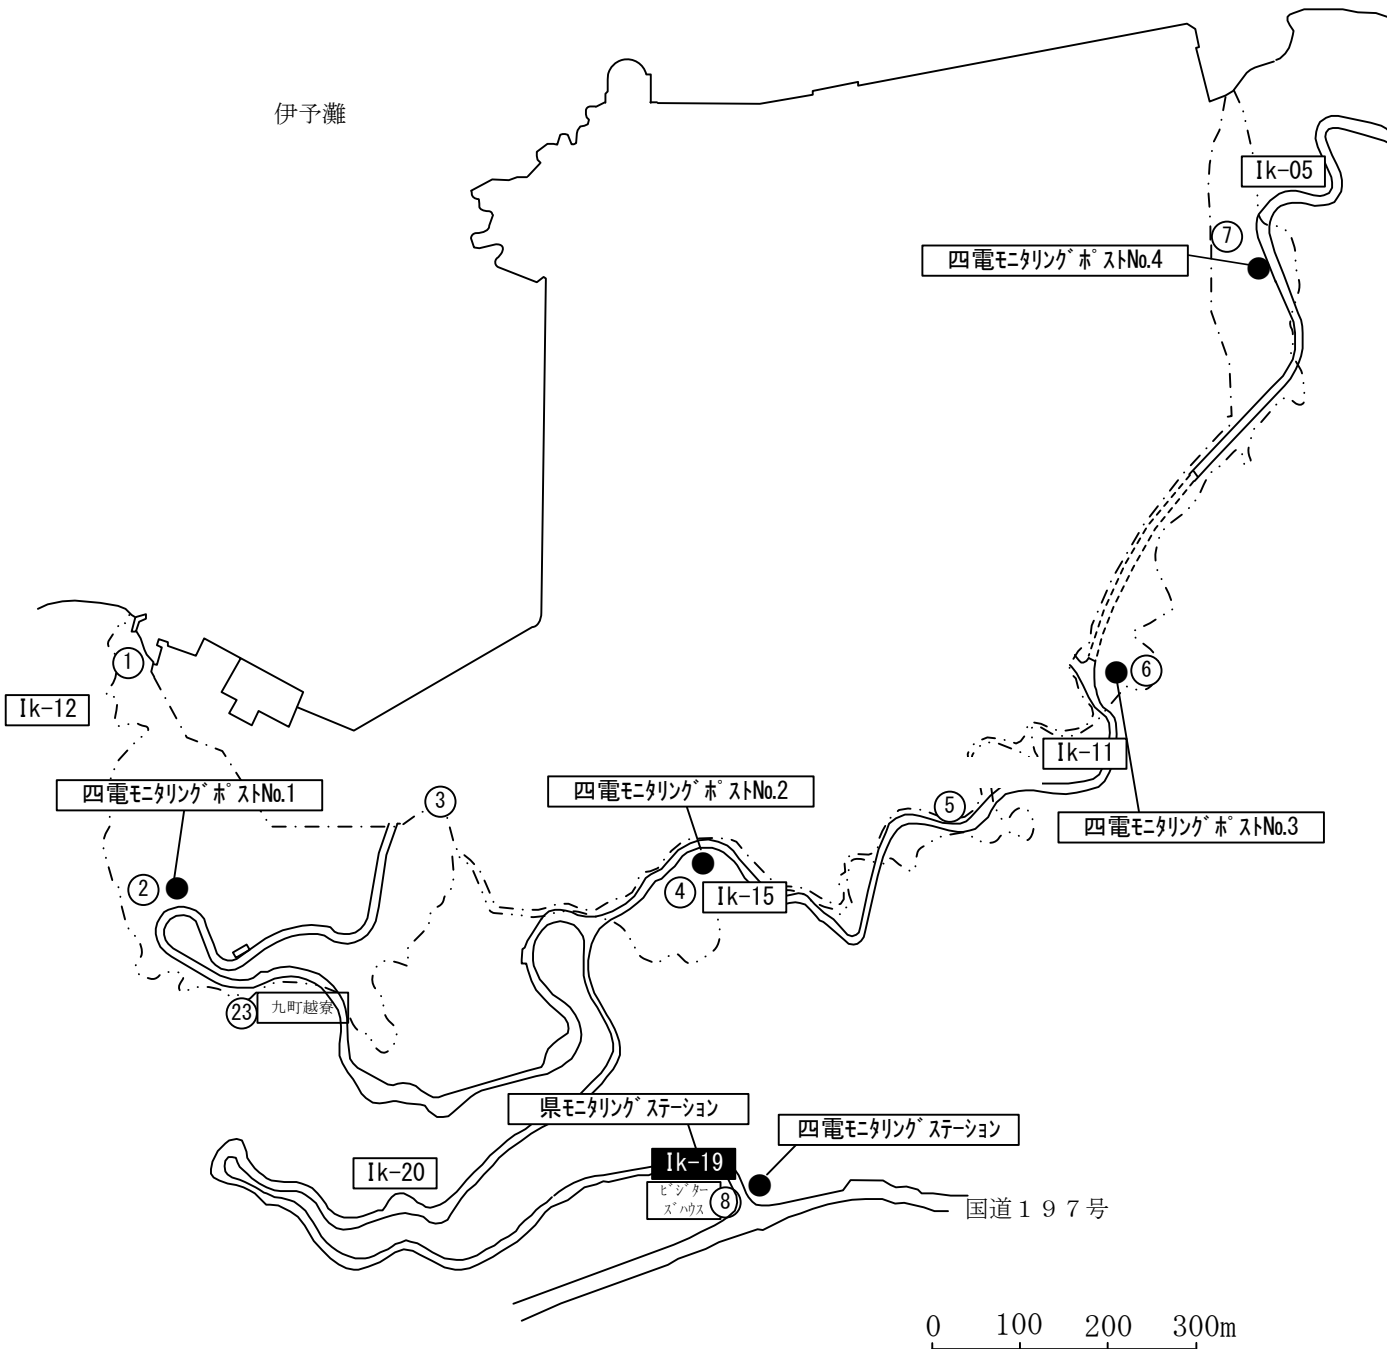 伊予灘
Ik-05
⑦
四電ﾓﾆﾀﾘﾝｸﾞﾎﾟｽﾄNo.4
①
⑥
Ik-12
Ik-11
四電ﾓﾆﾀﾘﾝｸﾞﾎﾟｽﾄNo.1
③
四電ﾓﾆﾀﾘﾝｸﾞﾎﾟｽﾄNo.2
⑤
四電ﾓﾆﾀﾘﾝｸﾞﾎﾟｽﾄNo.3
②
④
Ik-15
㉓
九町越寮
県ﾓﾆﾀﾘﾝｸﾞｽﾃｰｼｮﾝ
四電ﾓﾆﾀﾘﾝｸﾞｽﾃｰｼｮﾝ
Ik-20
Ik-19
ﾋﾞｼﾞﾀｰ
ｽﾞﾊｳｽ
⑧
国道１９７号
0 100 200 300m